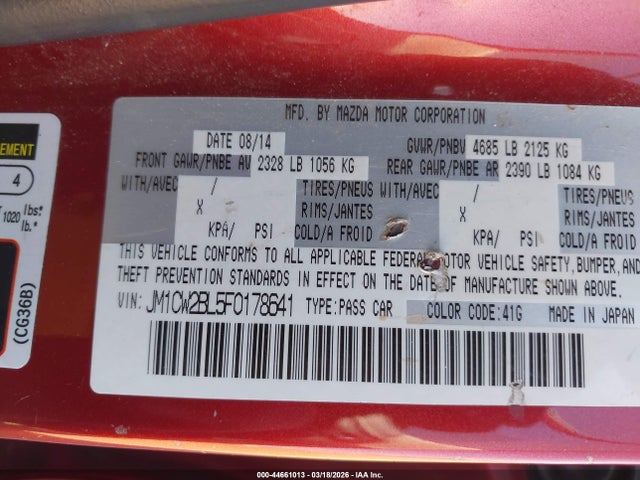 MFD. BY MAZDA MOTOR CORPORATION
DATE 08/14
GVWR/PNBV 4685 LB 2125 KG
FRONT GAWR/PNBE AV 2328 LB 1056 KG
REAR GAWR/PNBE AR 2390 LB 1084 KG
WITH/AVEC / TIRES/PNEUS WITH/AVEC / TIRES/PNEUS
X RIMS/JANTES X RIMS/JANTES
KPA/ PSI COLD/A FROID KPA/ PSI COLD/A FROID
THIS VEHICLE CONFORMS TO ALL APPLICABLE FEDERAL MOTOR VEHICLE SAFETY, BUMPER, AND
THEFT PREVENTION STANDARDS IN EFFECT ON THE DATE OF MANUFACTURE SHOWN ABOVE.
VIN: JM1CW2BL5F0178641 TYPE:PASS CAR COLOR CODE:41G MADE IN JAPAN
EMENT
4
1020 lbs.
lb.
(CG36B)
000-44661013 - 03/18/2026 - IAA Inc.